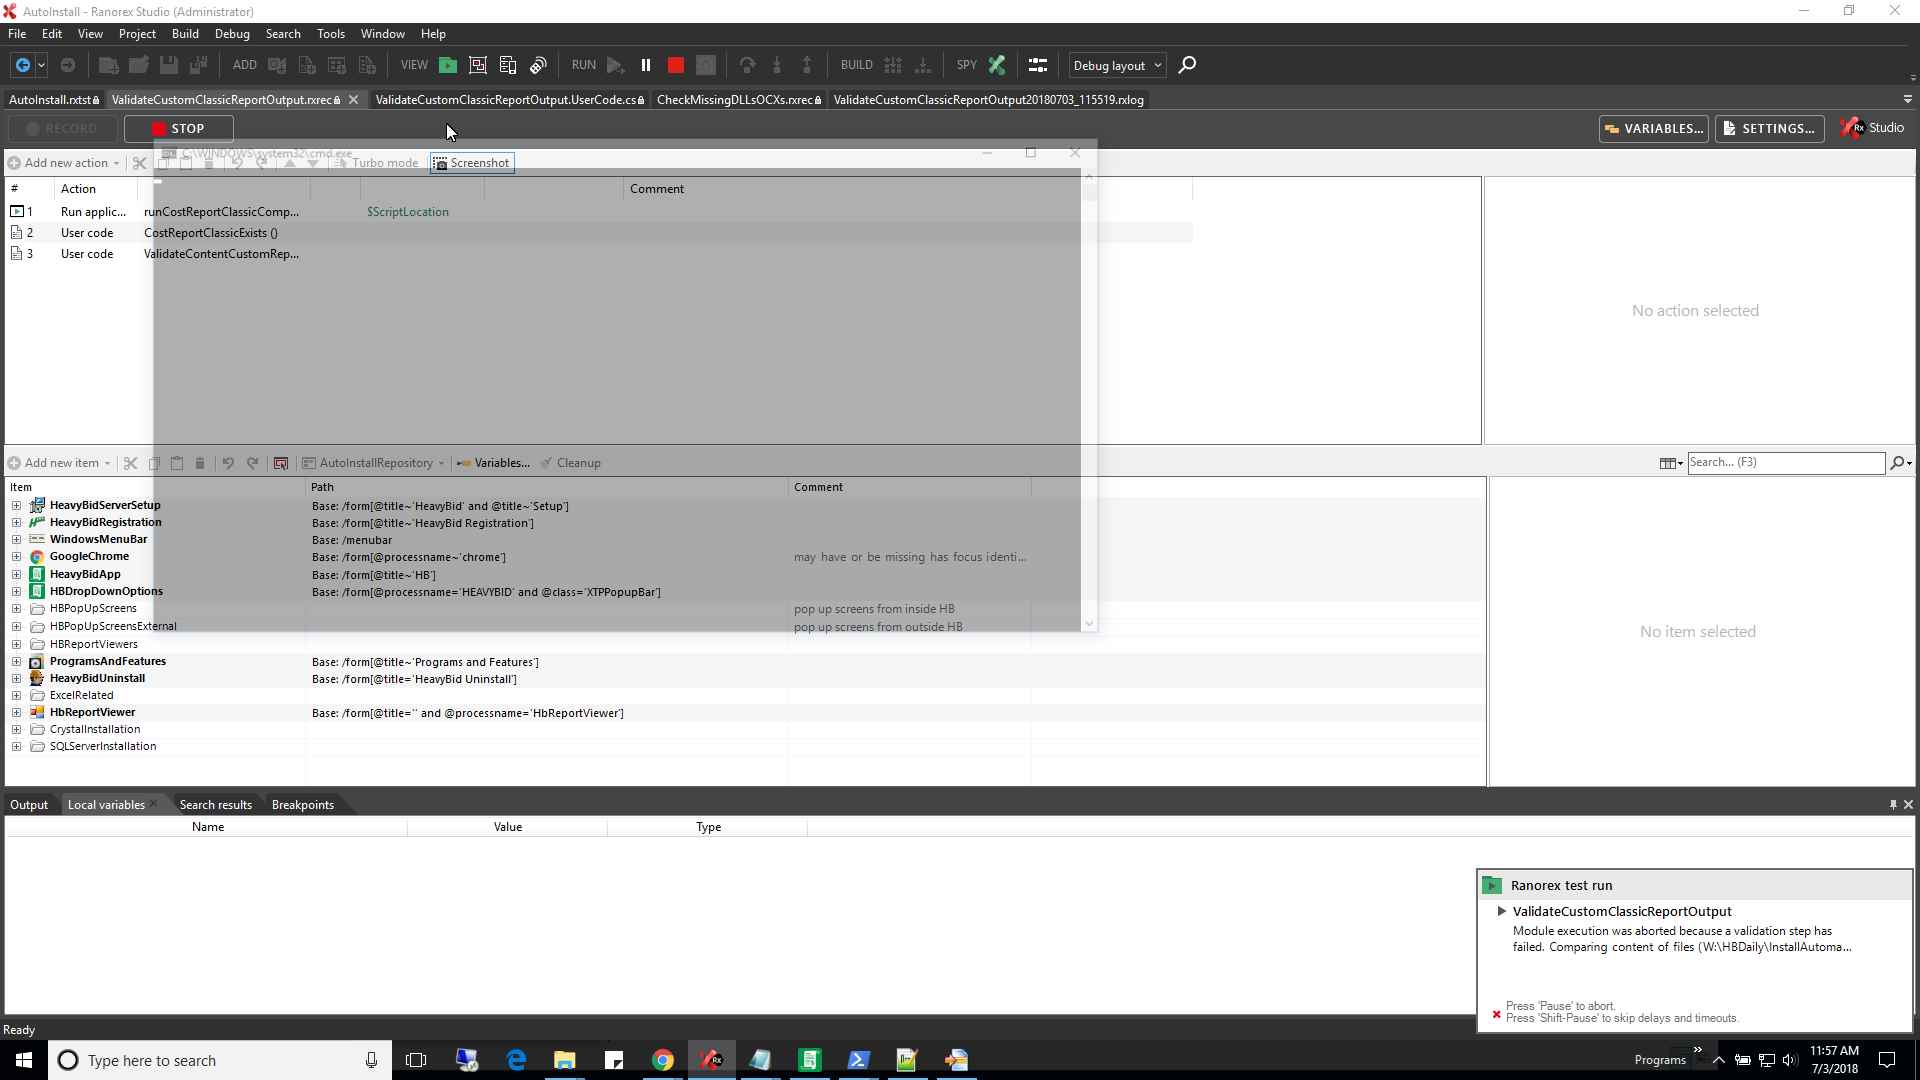 AutoInstall - Ranorex Studio (Administrator)
File Edit View Project Build Debug Search Tools Window Help
ADD VIEW RUN BUILD SPY Debug layout
AutoInstall.rxtst ValidateCustomClassicReportOutput.rxrec ValidateCustomClassicReportOutput.UserCode.cs CheckMissingDLLsOCXs.rxrec ValidateCustomClassicReportOutput20180703_115519.rxlog
RECORD STOP VARIABLES... SETTINGS... Rx Studio
C:\WINDOWS\system32\cmd.exe
Add new action Turbo mode Screenshot
# Action Comment
1 Run applic... runCostReportClassicComp... $ScriptLocation
2 User code CostReportClassicExists ()
3 User code ValidateContentCustomRep...
No action selected
Add new item AutoInstallRepository Variables... Cleanup Search... (F3)
Item Path Comment
HeavyBidServerSetup Base: /form[@title~'HeavyBid' and @title~'Setup']
HeavyBidRegistration Base: /form[@title~'HeavyBid Registration']
WindowsMenuBar Base: /menubar
GoogleChrome Base: /form[@processname~'chrome'] may have or be missing has focus identi...
HeavyBidApp Base: /form[@title~'HB']
HBDropDownOptions Base: /form[@processname='HEAVYBID' and @class='XTPPopupBar']
HBPopUpScreens pop up screens from inside HB
HBPopUpScreensExternal pop up screens from outside HB
HBReportViewers
ProgramsAndFeatures Base: /form[@title~'Programs and Features']
HeavyBidUninstall Base: /form[@title='HeavyBid Uninstall']
ExcelRelated
HbReportViewer Base: /form[@title='' and @processname='HbReportViewer']
CrystalInstallation
SQLServerInstallation
No item selected
Output Local variables Search results Breakpoints
Name Value Type
Ranorex test run
ValidateCustomClassicReportOutput
Module execution was aborted because a validation step has
failed. Comparing content of files (W:\HBDaily\InstallAutoma...
Press 'Pause' to abort.
Press 'Shift-Pause' to skip delays and timeouts.
Ready
Type here to search Rx Programs 11:57 AM
7/3/2018